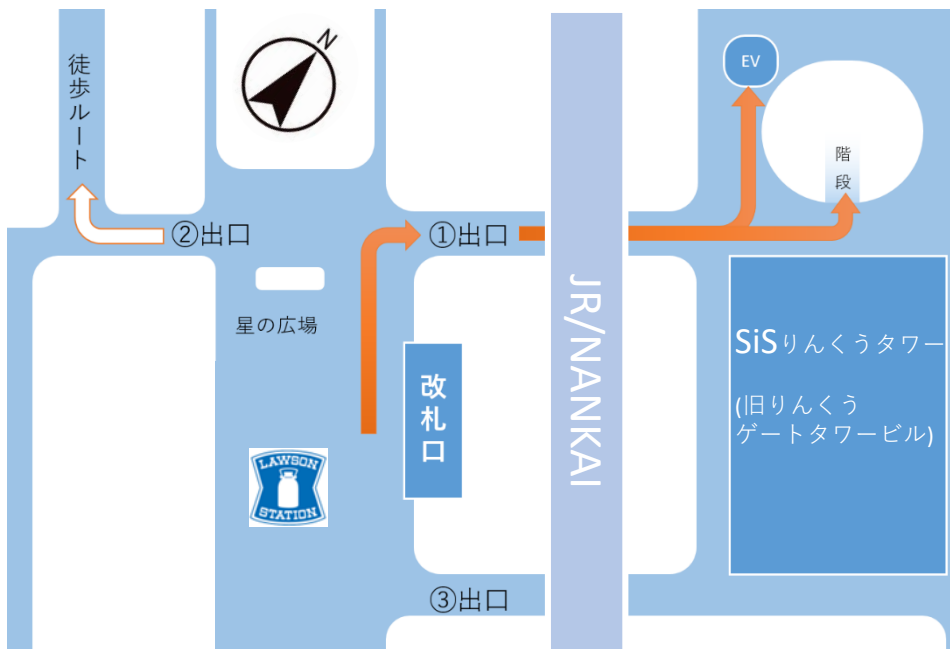 徒歩ルート
N
EV
階
段
②出口
①出口
星の広場
JR/NANKAI
SiSりんくうタワー
(旧りんくう
ゲートタワービル)
改札口
LAWSON
STATION
③出口